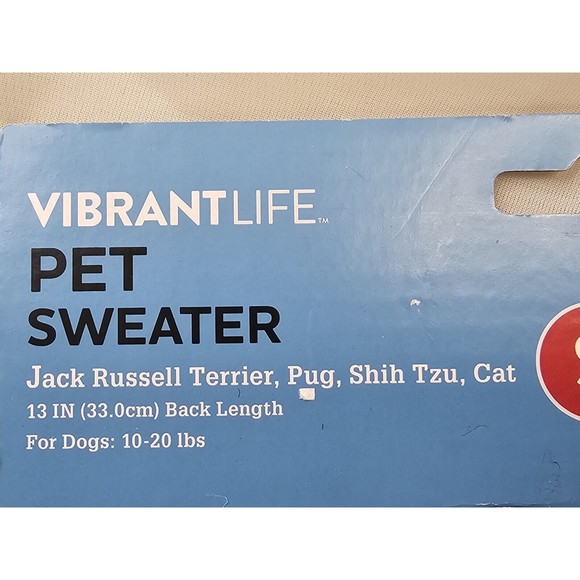 VIBRANTLIFE™
PET
SWEATER
Jack Russell Terrier, Pug, Shih Tzu, Cat
13 IN (33.0cm) Back Length
For Dogs: 10-20 lbs